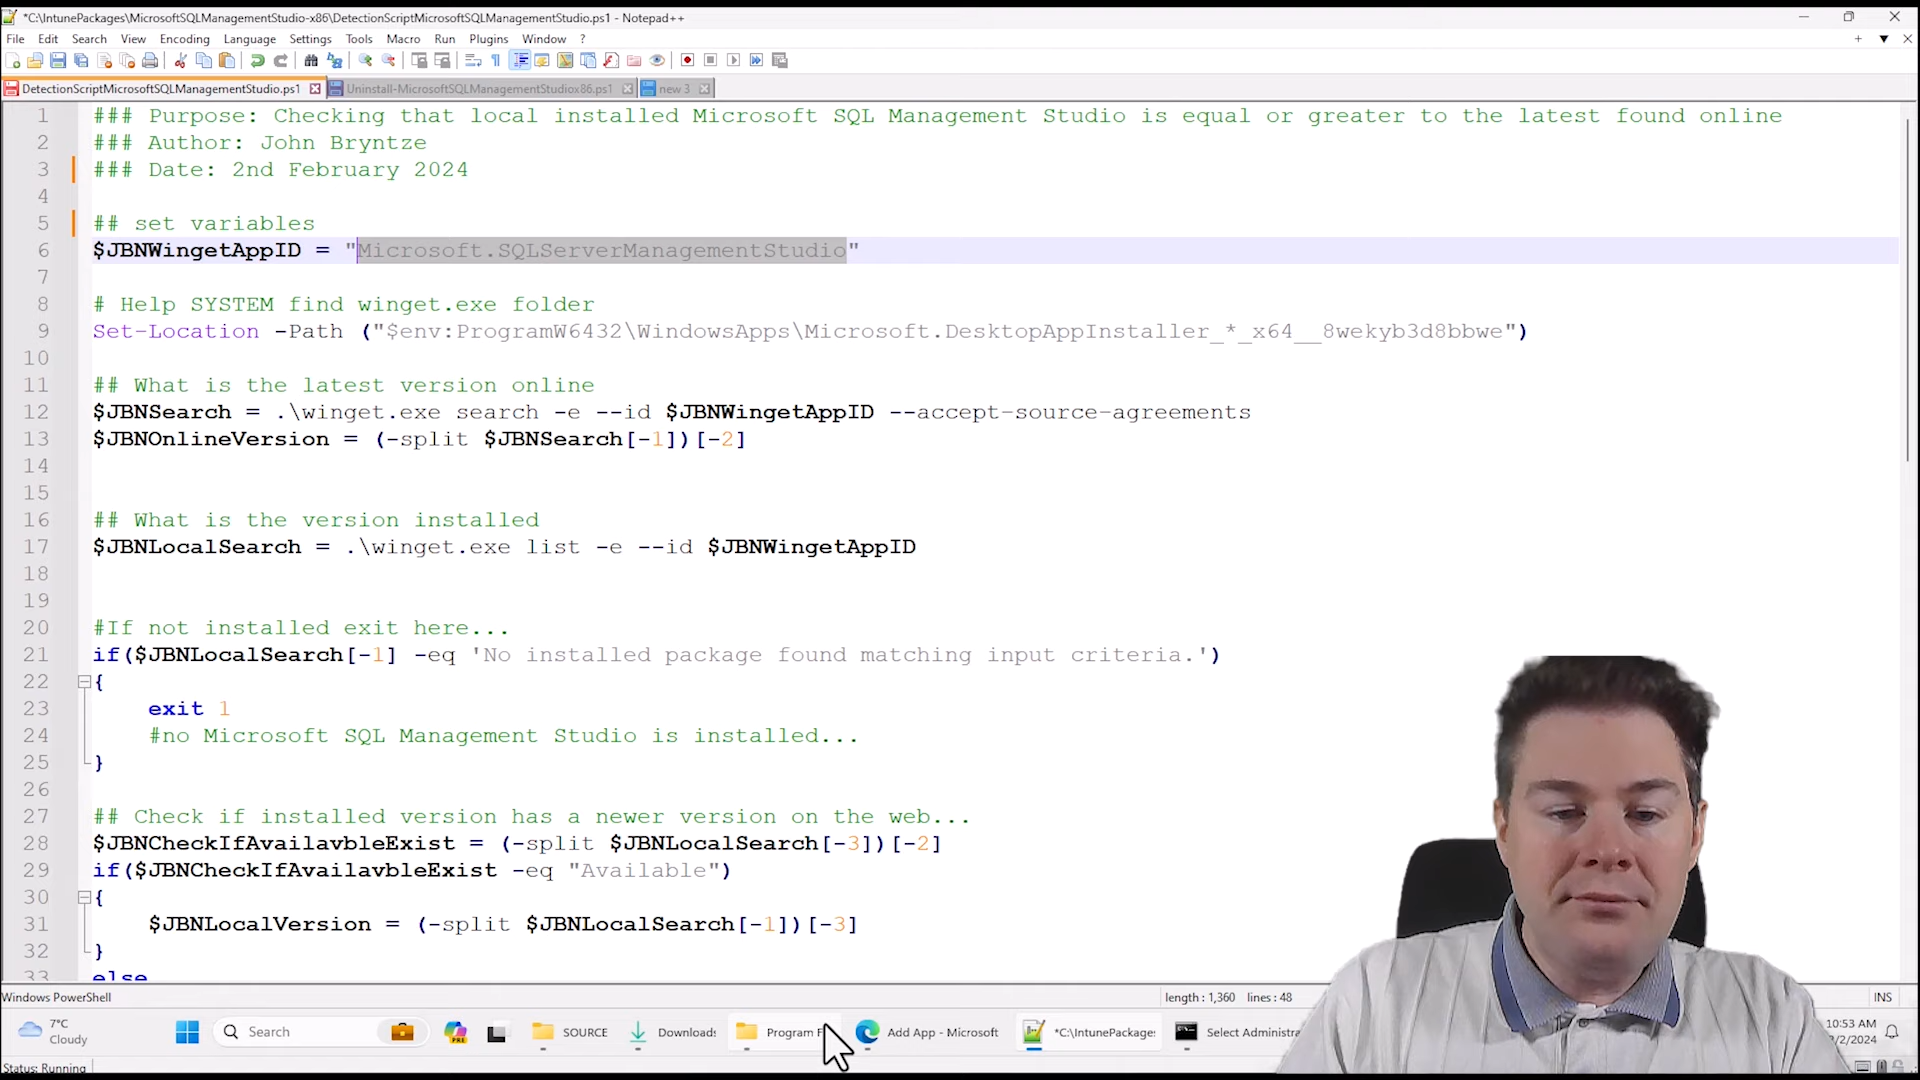 *C:\IntunePackages\MicrosoftSQLManagementStudio-x86\DetectionScriptMicrosoftSQLManagementStudio.ps1 - Notepad++
File Edit Search View Encoding Language Settings Tools Macro Run Plugins Window ?
DetectionScriptMicrosoftSQLManagementStudio.ps1 Uninstall-MicrosoftSQLManagementStudiox86.ps1 new 3
1 ### Purpose: Checking that local installed Microsoft SQL Management Studio is equal or greater to the latest found online
2 ### Author: John Bryntze
3 ### Date: 2nd February 2024
4
5 ## set variables
6 $JBNWingetAppID = "Microsoft.SQLServerManagementStudio"
7
8 # Help SYSTEM find winget.exe folder
9 Set-Location -Path ("$env:ProgramW6432\WindowsApps\Microsoft.DesktopAppInstaller_*_x64__8wekyb3d8bbwe")
10
11 ## What is the latest version online
12 $JBNSearch = .\winget.exe search -e --id $JBNWingetAppID --accept-source-agreements
13 $JBNOnlineVersion = (-split $JBNSearch[-1])[-2]
14
15
16 ## What is the version installed
17 $JBNLocalSearch = .\winget.exe list -e --id $JBNWingetAppID
18
19
20 #If not installed exit here...
21 if($JBNLocalSearch[-1] -eq 'No installed package found matching input criteria.')
22 {
23 exit 1
24 #no Microsoft SQL Management Studio is installed...
25 }
26
27 ## Check if installed version has a newer version on the web...
28 $JBNCheckIfAvailavbleExist = (-split $JBNLocalSearch[-3])[-2]
29 if($JBNCheckIfAvailavbleExist -eq "Available")
30 {
31 $JBNLocalVersion = (-split $JBNLocalSearch[-1])[-3]
32 }
33 else
Windows PowerShell length : 1,360 lines : 48 INS
7°C
Cloudy
Search PRE SOURCE Downloads Program F Add App - Microsoft *C:\IntunePackages Select Administra
10:53 AM
/2/2024
Status: Running